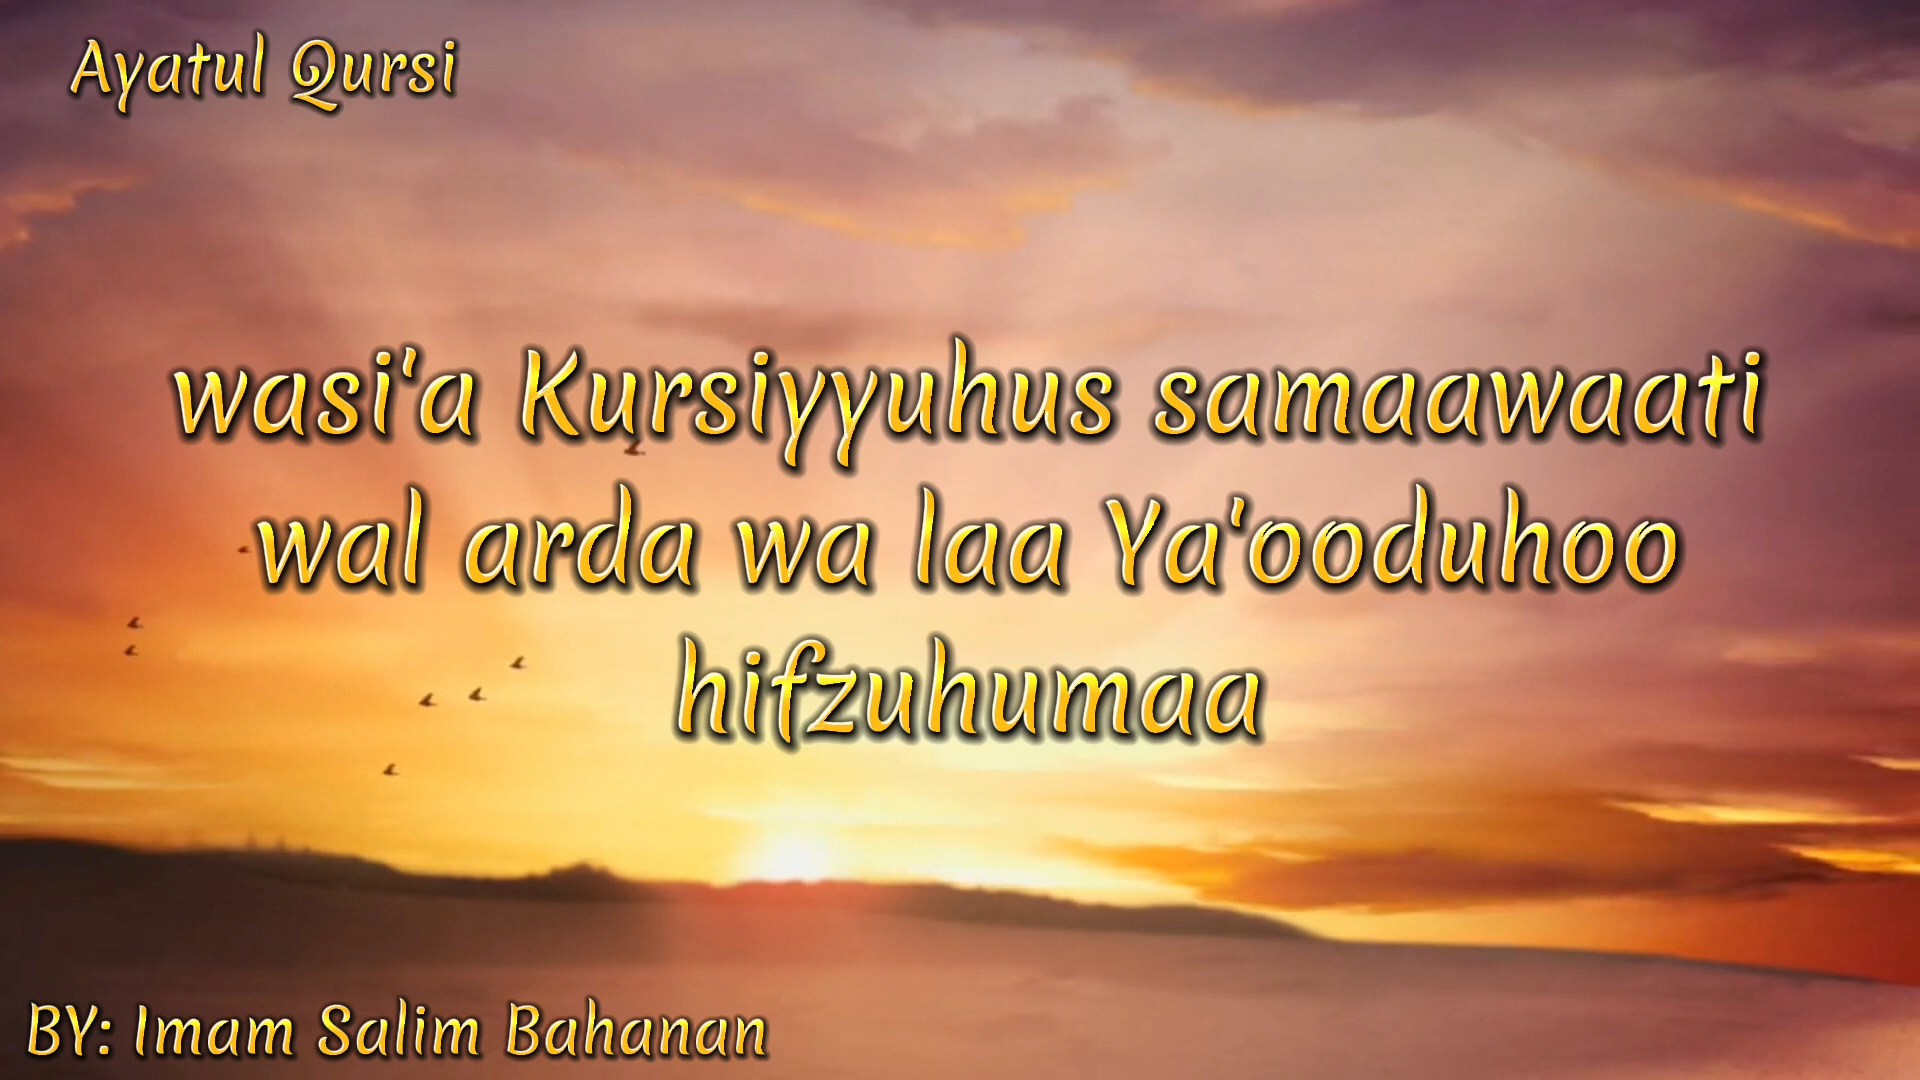 Ayatul Qursi
wasi'a Kursiyyuhus samaawaati
wal arda wa laa Ya'ooduhoo
hifzuhumaa
BY: Imam Salim Bahanan